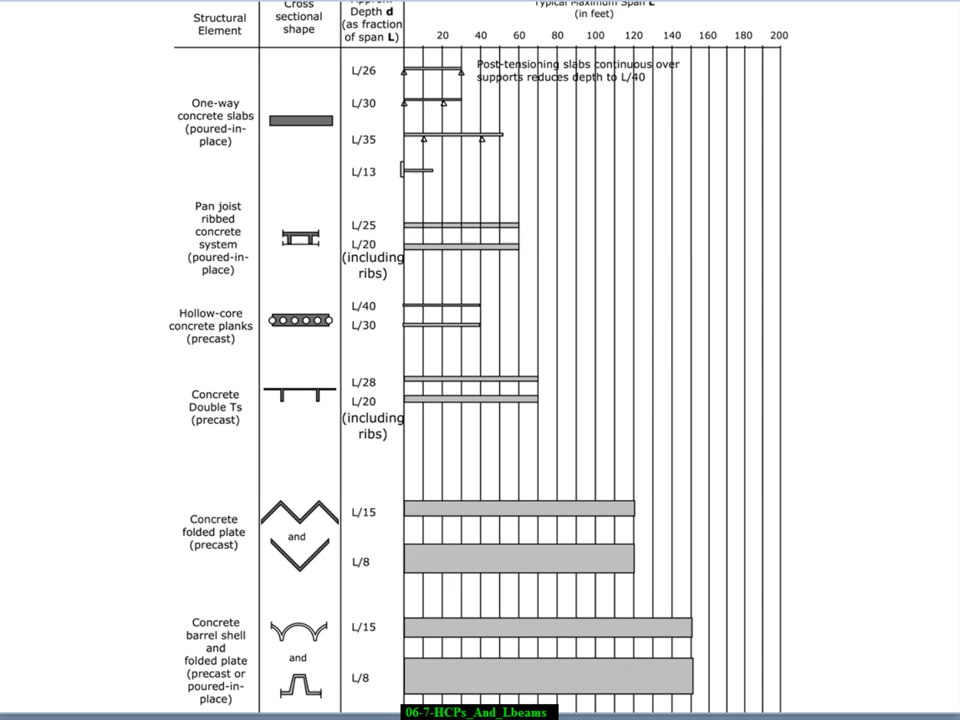 Cross
sectional
shape
Structural
Element
Depth d
(as fraction
of span L)
Typical Maximum Span L
(in feet)
20 40 60 80 100 120 140 160 180 200
One-way
concrete slabs
(poured-in-
place)
L/26
Post-tensioning slabs continuous over
supports reduces depth to L/40
L/30
L/35
L/13
Pan joist
ribbed
concrete
system
(poured-in-
place)
L/25
L/20
(including
ribs)
Hollow-core
concrete planks
(precast)
L/40
L/30
Concrete
Double Ts
(precast)
L/28
L/20
(including
ribs)
Concrete
folded plate
(precast)
and
L/15
L/8
Concrete
barrel shell
and
folded plate
(precast or
poured-in-
place)
and
L/15
L/8
06-7-HCPs_And_Lbeams